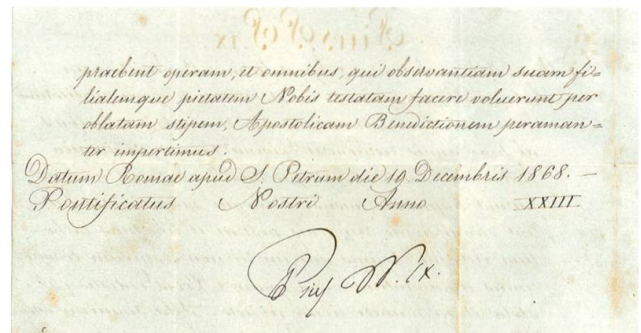 praebent operam, et omnibus, qui observantiam suam fi-
lialemque pietatem Nobis testatam facere voluerunt per
oblatam stipem, Apostolicam Benedictionem peraman-
ter impertimus.
Datum Romae apud S. Petrum die 19 Decembris 1868. —
Pontificatus Nostri Anno XXIII
Pius P. IX.